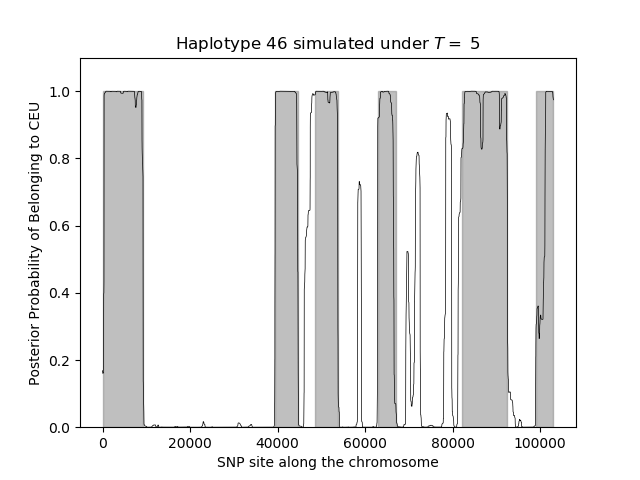 Haplotype 46 simulated under T = 5
Posterior Probability of Belonging to CEU
1.0
0.8
0.6
0.4
0.2
0.0
0 20000 40000 60000 80000 100000
SNP site along the chromosome